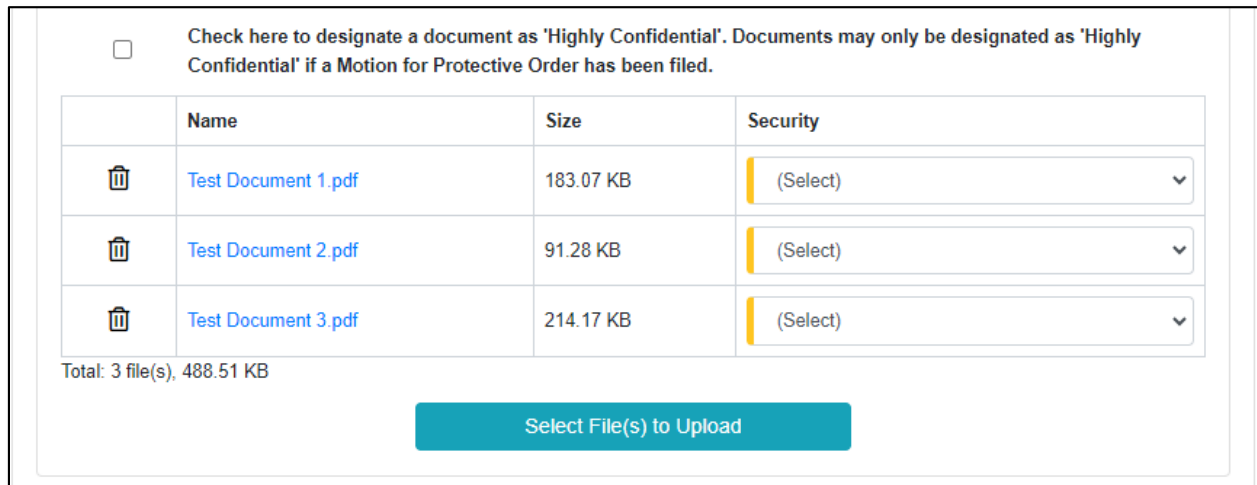 Check here to designate a document as 'Highly Confidential'. Documents may only be designated as 'Highly
Confidential' if a Motion for Protective Order has been filed.
Name Size Security
Test Document 1.pdf 183.07 KB (Select)
Test Document 2.pdf 91.28 KB (Select)
Test Document 3.pdf 214.17 KB (Select)
Total: 3 file(s), 488.51 KB
Select File(s) to Upload